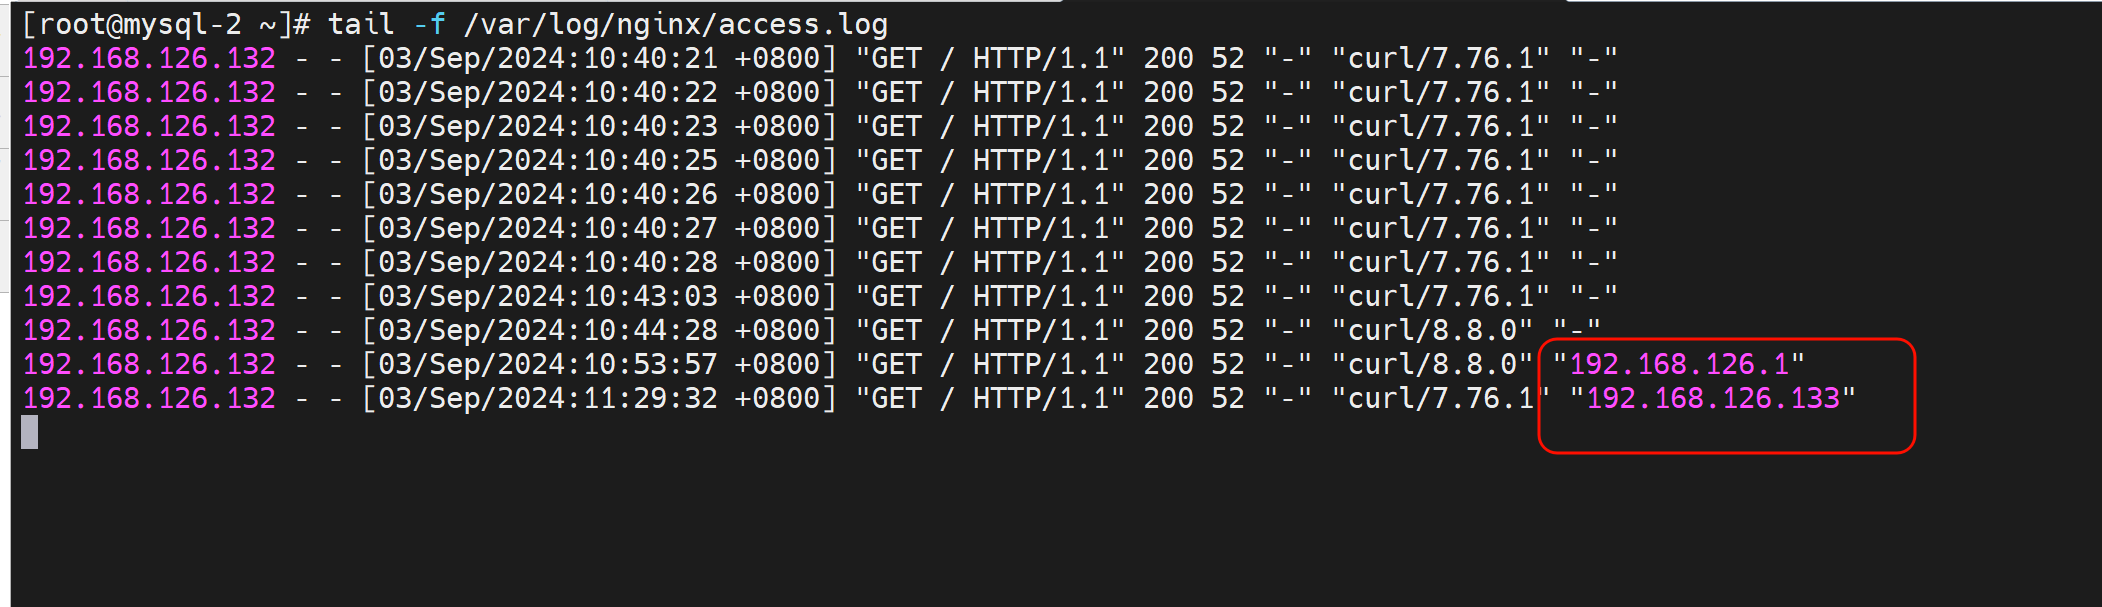 [root@mysql-2 ~]# tail -f /var/log/nginx/access.log
192.168.126.132 - - [03/Sep/2024:10:40:21 +0800] "GET / HTTP/1.1" 200 52 "-" "curl/7.76.1" "-"
192.168.126.132 - - [03/Sep/2024:10:40:22 +0800] "GET / HTTP/1.1" 200 52 "-" "curl/7.76.1" "-"
192.168.126.132 - - [03/Sep/2024:10:40:23 +0800] "GET / HTTP/1.1" 200 52 "-" "curl/7.76.1" "-"
192.168.126.132 - - [03/Sep/2024:10:40:25 +0800] "GET / HTTP/1.1" 200 52 "-" "curl/7.76.1" "-"
192.168.126.132 - - [03/Sep/2024:10:40:26 +0800] "GET / HTTP/1.1" 200 52 "-" "curl/7.76.1" "-"
192.168.126.132 - - [03/Sep/2024:10:40:27 +0800] "GET / HTTP/1.1" 200 52 "-" "curl/7.76.1" "-"
192.168.126.132 - - [03/Sep/2024:10:40:28 +0800] "GET / HTTP/1.1" 200 52 "-" "curl/7.76.1" "-"
192.168.126.132 - - [03/Sep/2024:10:43:03 +0800] "GET / HTTP/1.1" 200 52 "-" "curl/7.76.1" "-"
192.168.126.132 - - [03/Sep/2024:10:44:28 +0800] "GET / HTTP/1.1" 200 52 "-" "curl/8.8.0" "-"
192.168.126.132 - - [03/Sep/2024:10:53:57 +0800] "GET / HTTP/1.1" 200 52 "-" "curl/8.8.0" "192.168.126.1"
192.168.126.132 - - [03/Sep/2024:11:29:32 +0800] "GET / HTTP/1.1" 200 52 "-" "curl/7.76.1" "192.168.126.133"